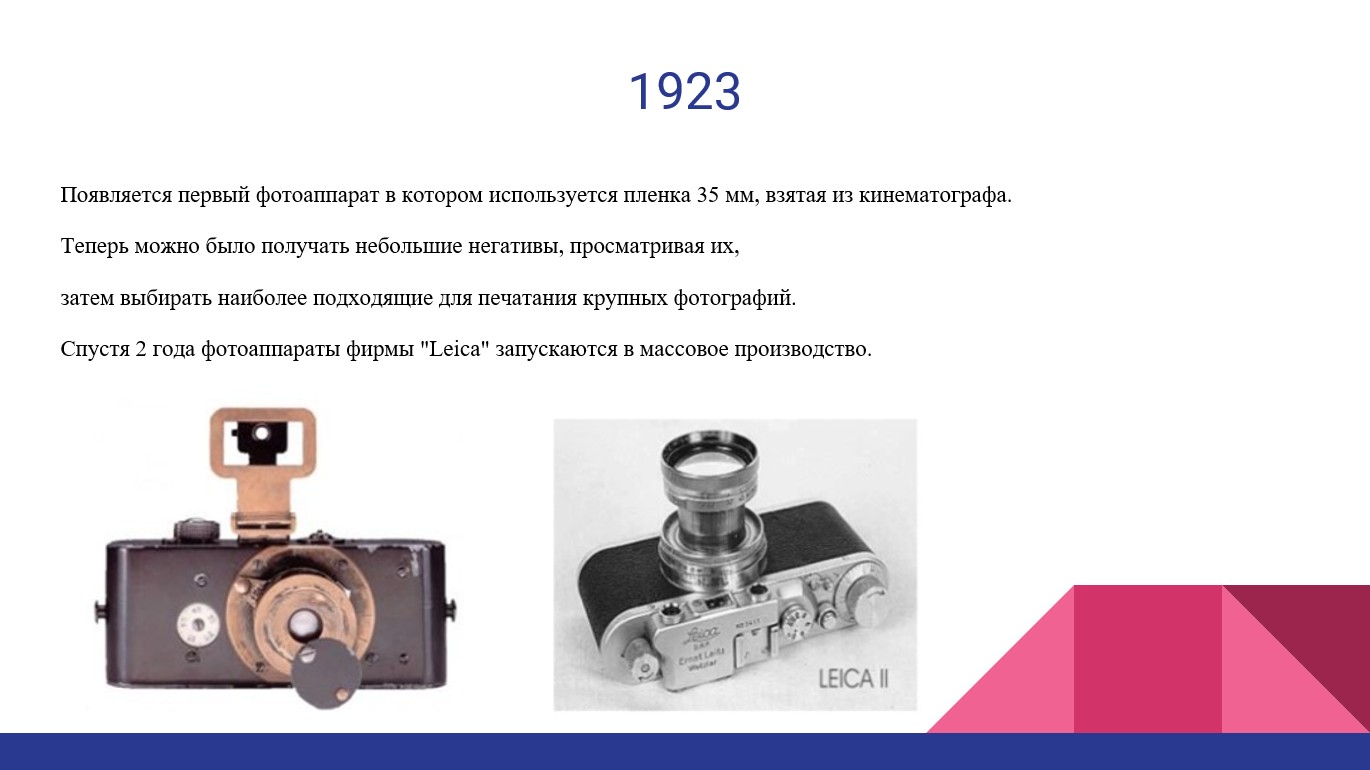 1923
Появляется первый фотоаппарат в котором используется пленка 35 мм, взятая из кинематографа.
Теперь можно было получать небольшие негативы, просматривая их,
затем выбирать наиболее подходящие для печатания крупных фотографий.
Спустя 2 года фотоаппараты фирмы "Leica" запускаются в массовое производство.
Leica
Ernst Leitz
Wetzlar
LEICA II